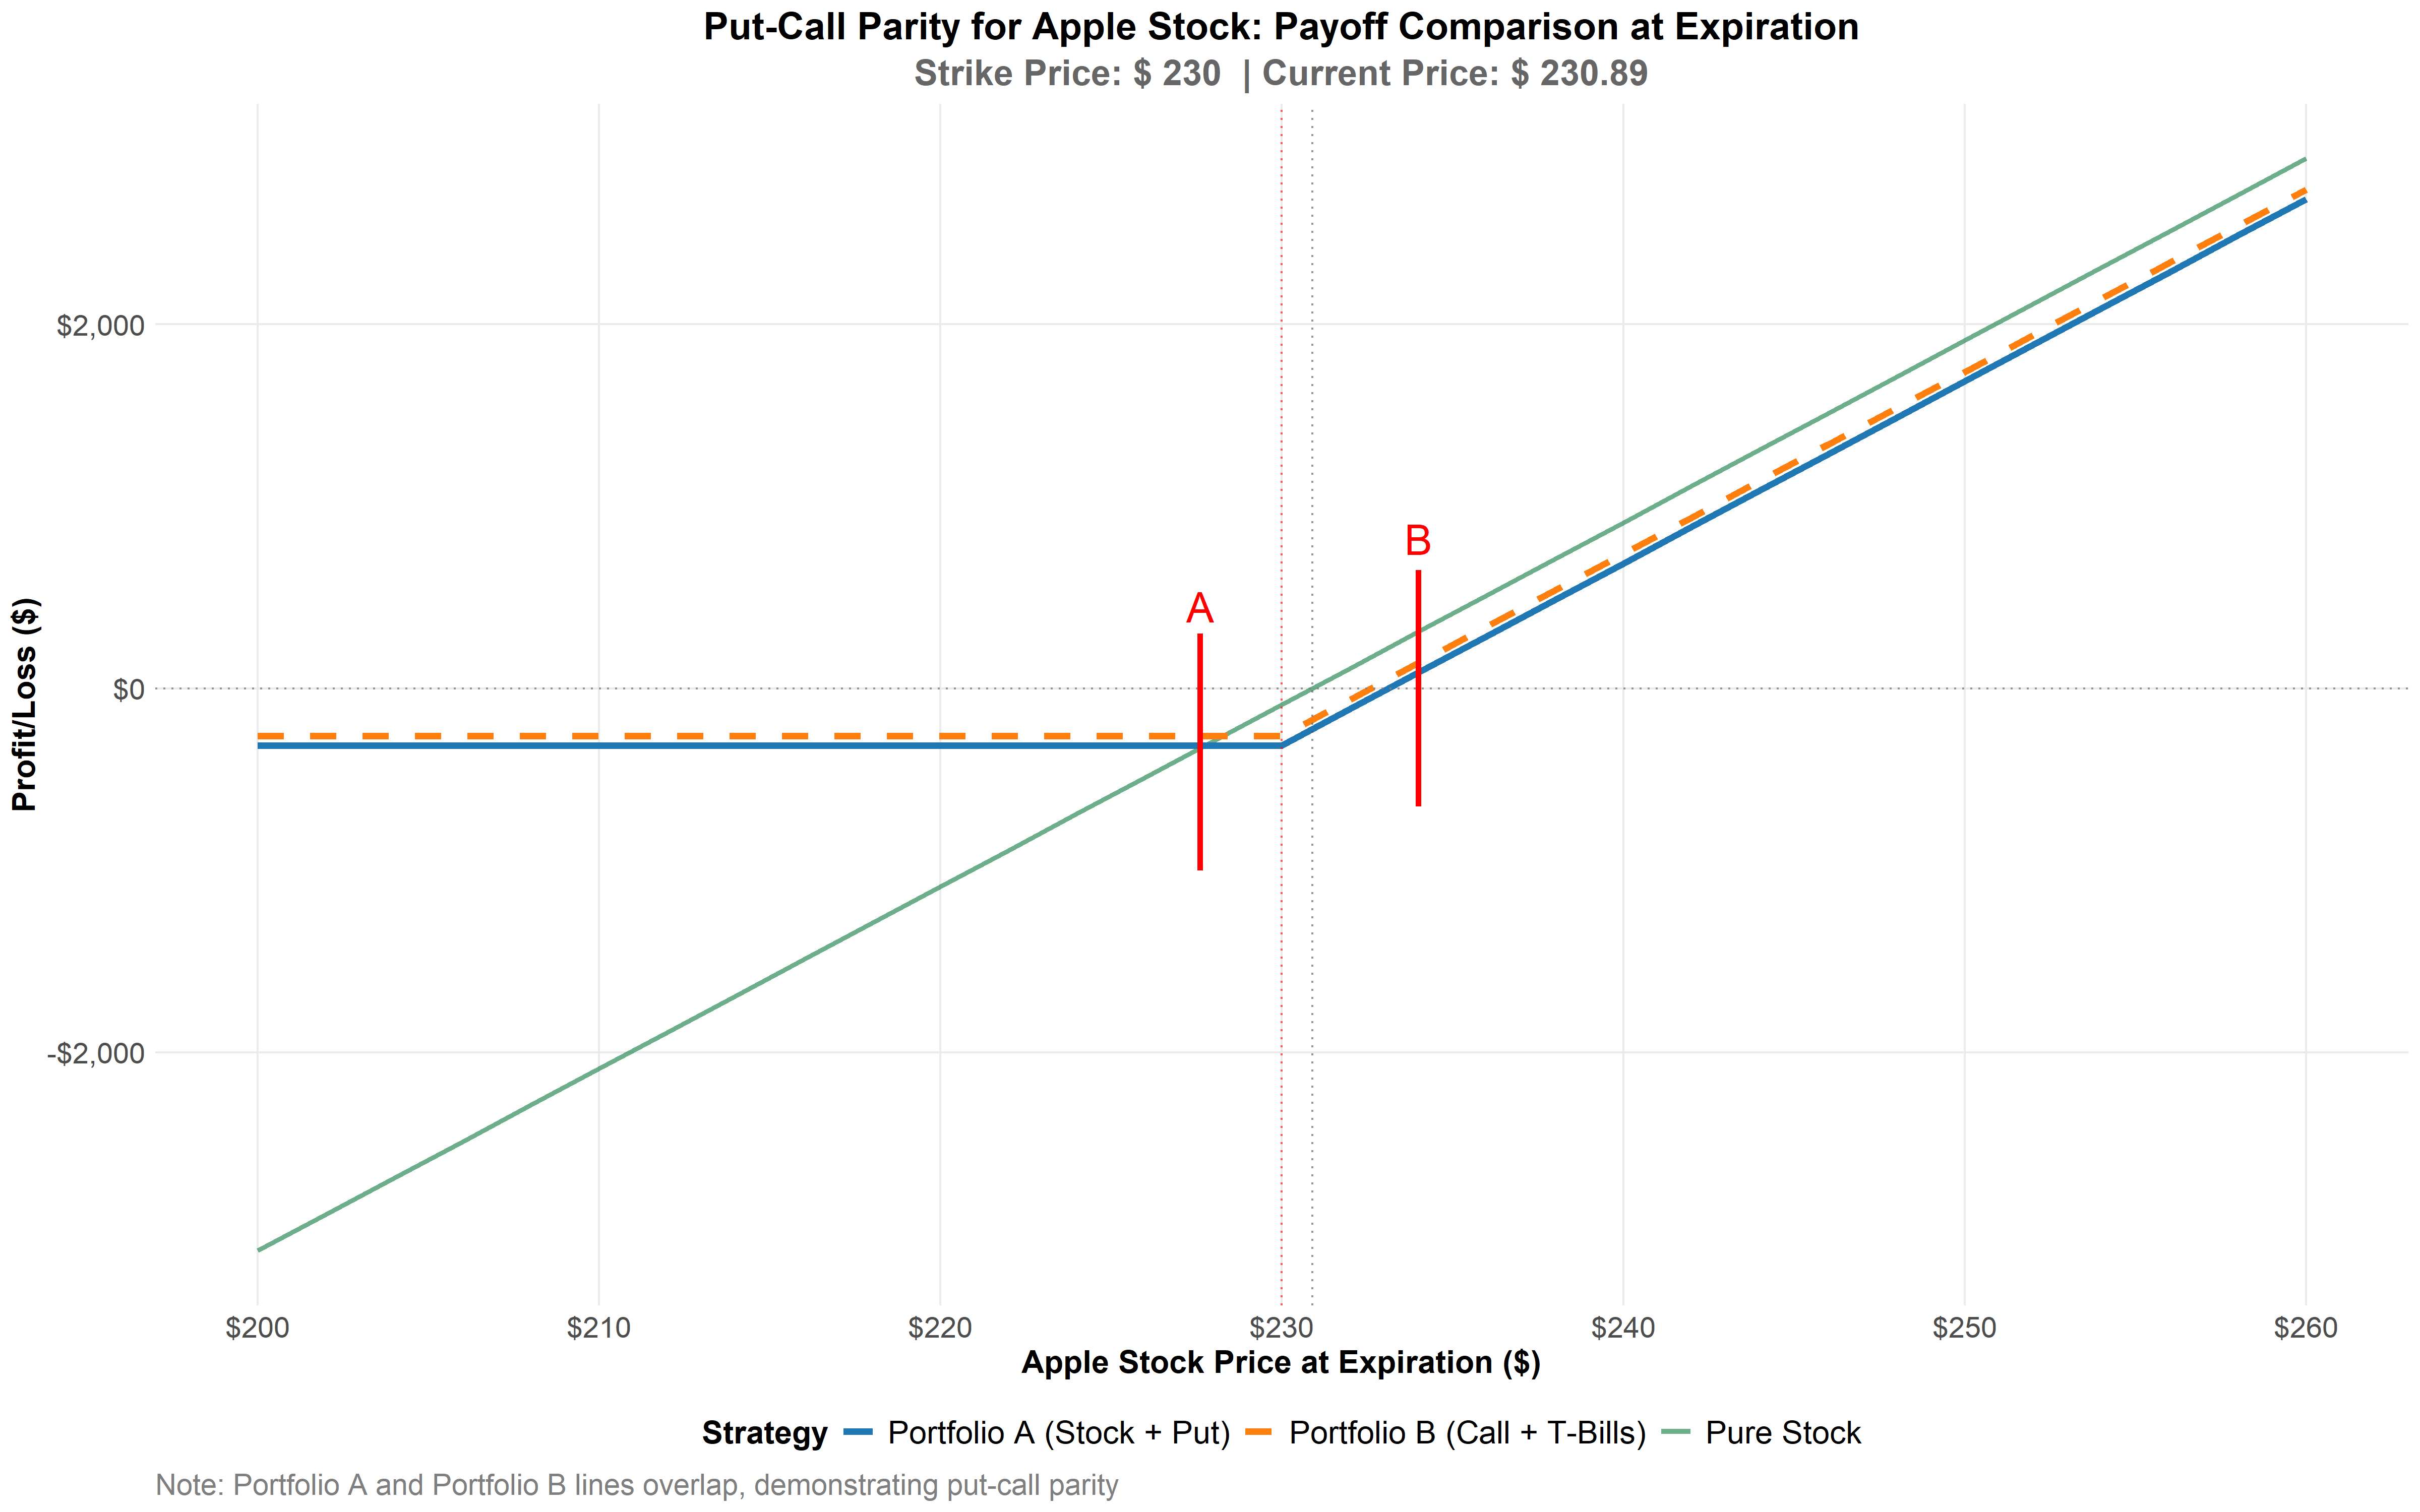 Put-Call Parity for Apple Stock: Payoff Comparison at Expiration
Strike Price: $ 230  | Current Price: $ 230.89
Profit/Loss ($)
$2,000
$0
-$2,000
A
B
$200 $210 $220 $230 $240 $250 $260
Apple Stock Price at Expiration ($)
Strategy Portfolio A (Stock + Put) Portfolio B (Call + T-Bills) Pure Stock
Note: Portfolio A and Portfolio B lines overlap, demonstrating put-call parity